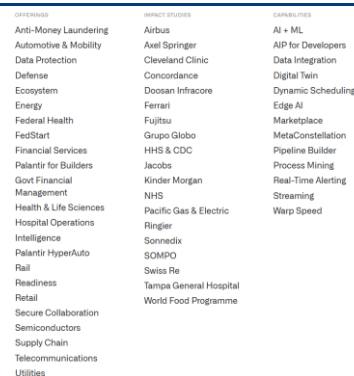 OFFERINGS
Anti-Money Laundering
Automotive & Mobility
Data Protection
Defense
Ecosystem
Energy
Federal Health
FedStart
Financial Services
Palantir for Builders
Govt Financial
Management
Health & Life Sciences
Hospital Operations
Intelligence
Palantir HyperAuto
Rail
Readiness
Retail
Secure Collaboration
Semiconductors
Supply Chain
Telecommunications
Utilities
IMPACT STUDIES
Airbus
Axel Springer
Cleveland Clinic
Concordance
Doosan Infracore
Ferrari
Fujitsu
Grupo Globo
HHS & CDC
Jacobs
Kinder Morgan
NHS
Pacific Gas & Electric
Ringier
Sonnedix
SOMPO
Swiss Re
Tampa General Hospital
World Food Programme
CAPABILITIES
AI + ML
AIP for Developers
Data Integration
Digital Twin
Dynamic Scheduling
Edge AI
Marketplace
MetaConstellation
Pipeline Builder
Process Mining
Real-Time Alerting
Streaming
Warp Speed